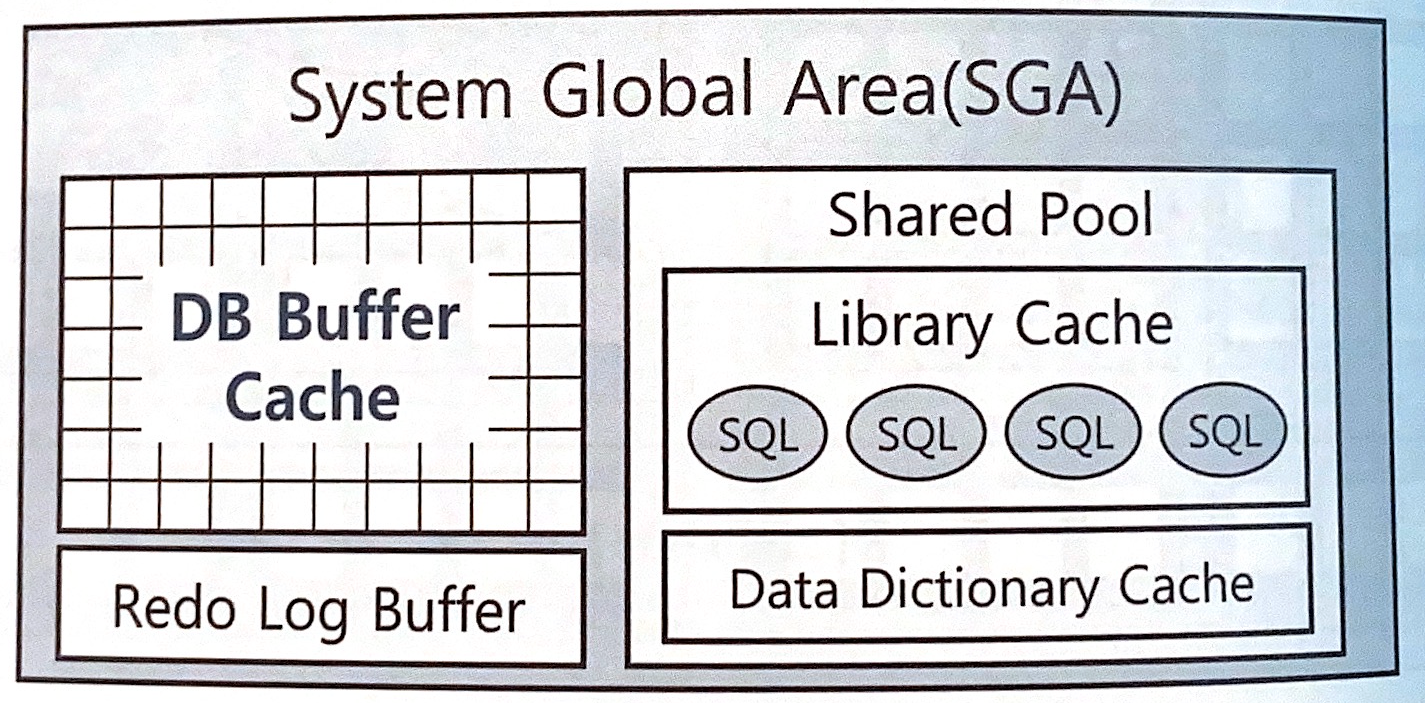 System Global Area(SGA)
DB Buffer
Cache
Redo Log Buffer
Shared Pool
Library Cache
SQL SQL SQL SQL
Data Dictionary Cache